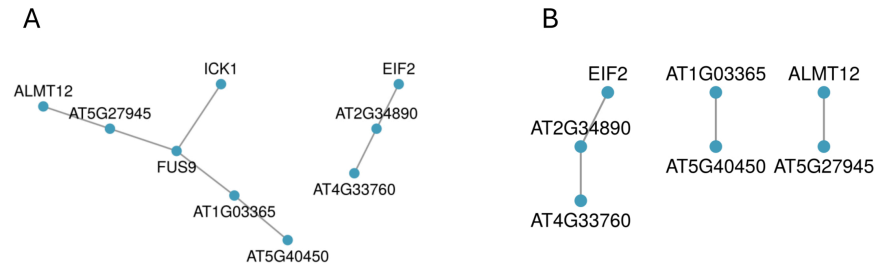 A
ICK1
EIF2
ALMT12
AT5G27945
AT2G34890
FUS9
AT4G33760
AT1G03365
AT5G40450
B
EIF2
AT1G03365
ALMT12
AT2G34890
AT5G40450
AT5G27945
AT4G33760